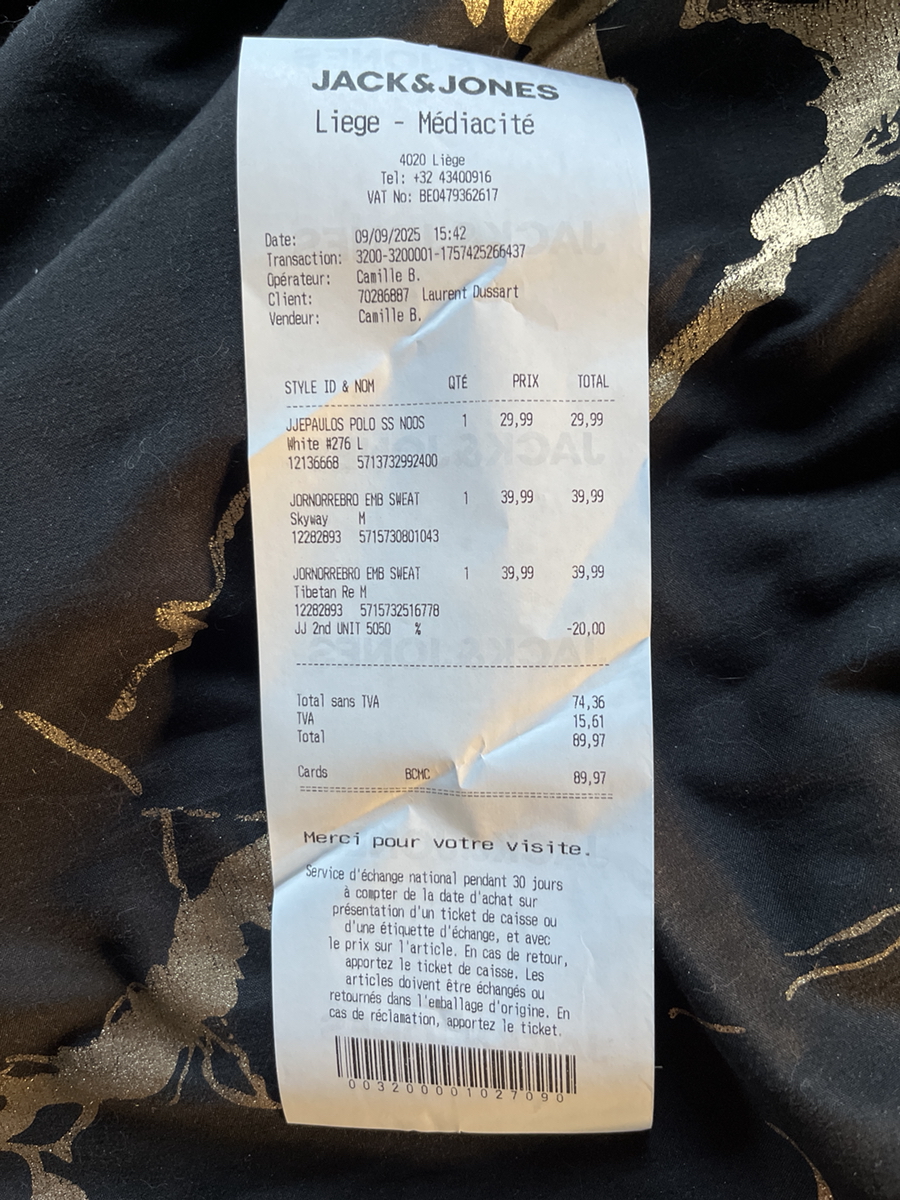 JACK&JONES
Liege - Médiacité
4020 Liège
Tel: +32 43400916
VAT No: BE0479362617
Date: 09/09/2025 15:42
Transaction: 3200-3200001-1757425266437
Opérateur: Camille B.
Client: 70286887 Laurent Dussart
Vendeur: Camille B.
STYLE ID & NOM QTÉ PRIX TOTAL
JJEPAULOS POLO SS NOOS 1 29,99 29,99
White #276 L
12136668 5713732992400
JORNORREBRO EMB SWEAT 1 39,99 39,99
Skyway M
12282893 5715730801043
JORNORREBRO EMB SWEAT 1 39,99 39,99
Tibetan Re M
12282893 5715732516778
JJ 2nd UNIT 5050 % -20,00
Total sans TVA 74,36
TVA 15,61
Total 89,97
Cards BCMC 89,97
Merci pour votre visite.
Service d'échange national pendant 30 jours
à compter de la date d'achat sur
présentation d'un ticket de caisse ou
d'une étiquette d'échange, et avec
le prix sur l'article. En cas de retour,
apportez le ticket de caisse. Les
articles doivent être échangés ou
retournés dans l'emballage d'origine. En
cas de réclamation, apportez le ticket.
0032000001027090